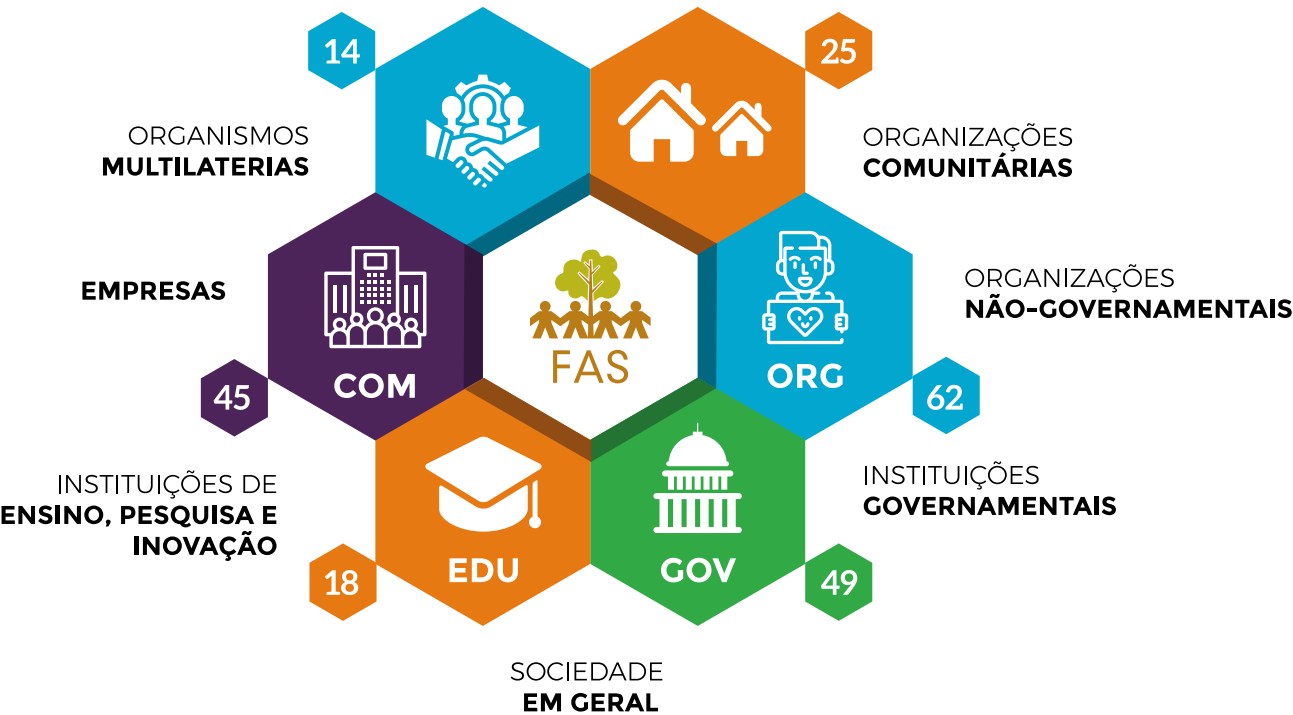 14
25
ORGANISMOS
MULTILATERIAS
ORGANIZAÇÕES
COMUNITÁRIAS
EMPRESAS
ORGANIZAÇÕES
NÃO-GOVERNAMENTAIS
FAS
COM
ORG
45
62
INSTITUIÇÕES DE
ENSINO, PESQUISA E
INOVAÇÃO
INSTITUIÇÕES
GOVERNAMENTAIS
EDU
GOV
18
49
SOCIEDADE
EM GERAL